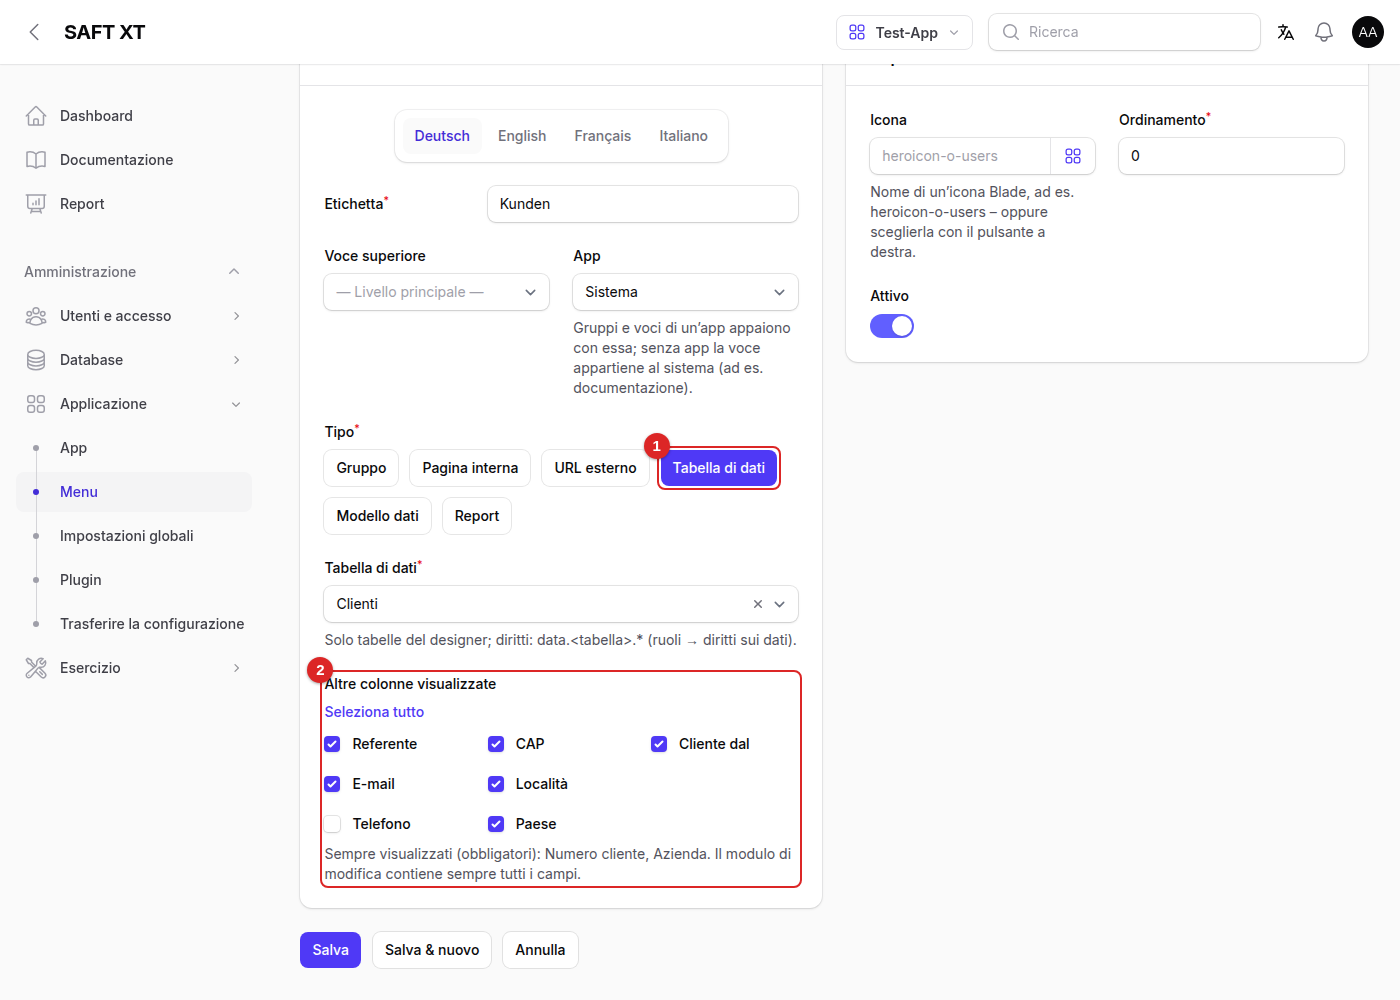 SAFT XT
Test-App
Ricerca
AA
Dashboard
Documentazione
Report
Amministrazione
Utenti e accesso
Database
Applicazione
App
Menu
Impostazioni globali
Plugin
Trasferire la configurazione
Esercizio
Deutsch English Français Italiano
Etichetta*
Kunden
Voce superiore
— Livello principale —
App
Sistema
Gruppi e voci di un’app appaiono
con essa; senza app la voce
appartiene al sistema (ad es.
documentazione).
Tipo*
1
Gruppo Pagina interna URL esterno Tabella di dati
Modello dati Report
Tabella di dati*
Clienti
Solo tabelle del designer; diritti: data.<tabella>.* (ruoli → diritti sui dati).
2
Altre colonne visualizzate
Seleziona tutto
Referente CAP Cliente dal
E-mail Località
Telefono Paese
Sempre visualizzati (obbligatori): Numero cliente, Azienda. Il modulo di
modifica contiene sempre tutti i campi.
Salva Salva & nuovo Annulla
Icona
heroicon-o-users
Nome di un’icona Blade, ad es.
heroicon-o-users – oppure
sceglierla con il pulsante a
destra.
Ordinamento*
0
Attivo